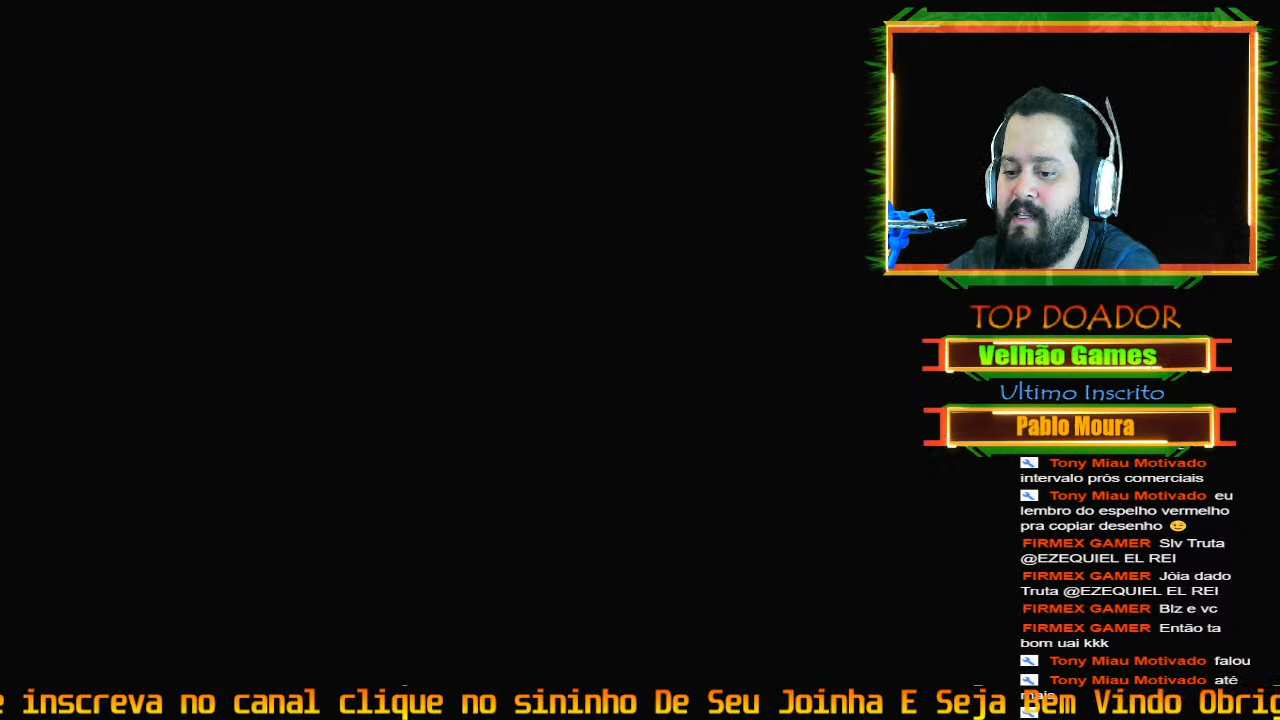 TOP DOADOR
Velhão Games
Ultimo Inscrito
Pablo Moura
Tony Miau Motivado
intervalo prós comerciais
Tony Miau Motivado eu
lembro do espelho vermelho
pra copiar desenho 😉
FIRMEX GAMER Slv Truta
@EZEQUIEL EL REI
FIRMEX GAMER Jóia dado
Truta @EZEQUIEL EL REI
FIRMEX GAMER Blz e vc
FIRMEX GAMER Então ta
bom uai kkk
Tony Miau Motivado falou
Tony Miau Motivado até
mais
e inscreva no canal clique no sininho De Seu Joinha E Seja Bem Vindo Obrig